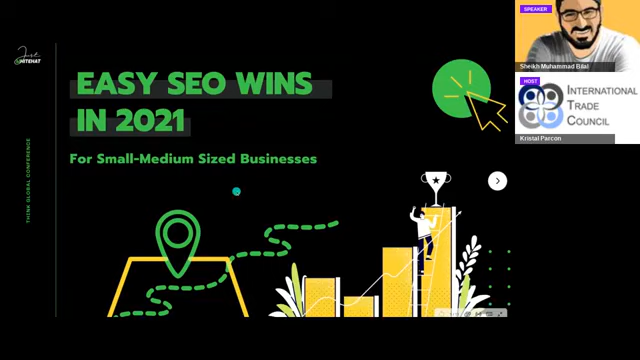 EASY SEO WINS
IN 2021
For Small-Medium Sized Businesses
THINK GLOBAL CONFERENCE
SPEAKER
Sheikh Muhammad Bilal
HOST
INTERNATIONAL
TRADE
COUNCIL
Kristal Parcon